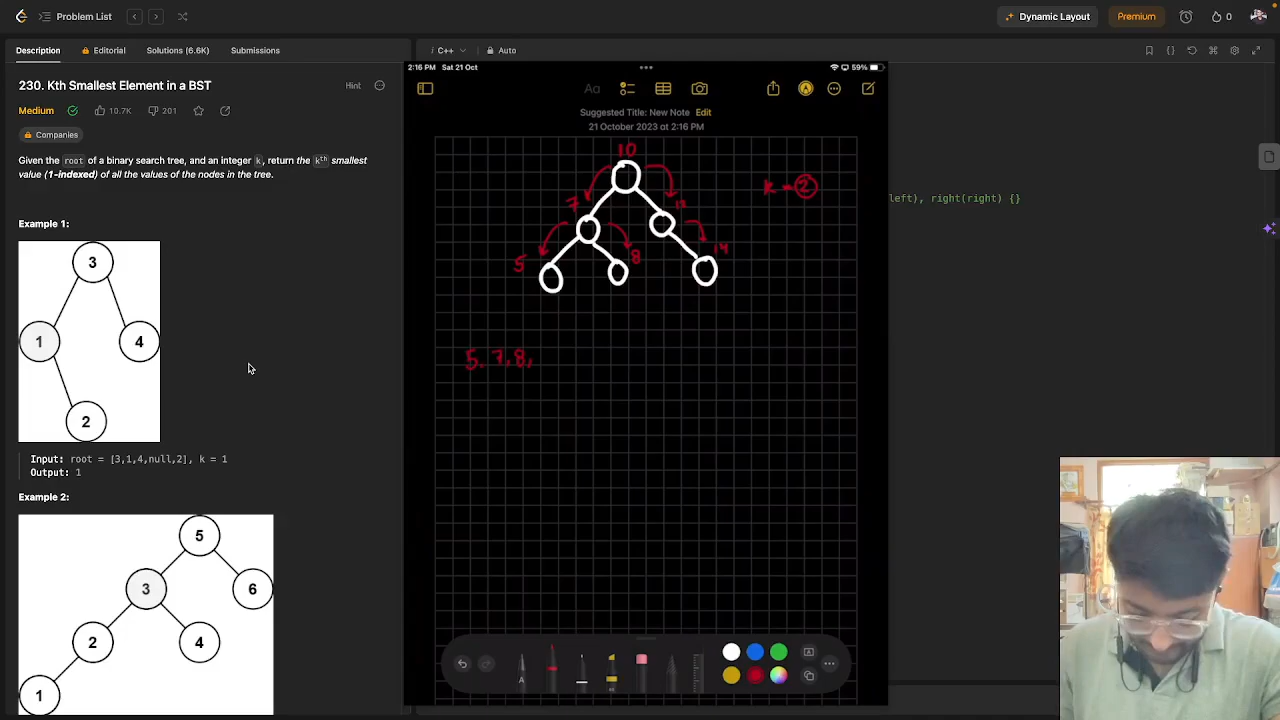 Problem List
Dynamic Layout
Premium
0
Description
Editorial
Solutions (6.6K)
Submissions
C++
Auto
230. Kth Smallest Element in a BST
Hint
Medium
10.7K
201
Companies
Given the root of a binary search tree, and an integer k, return the kth smallest
value (1-indexed) of all the values of the nodes in the tree.
Example 1:
3
1
4
2
Input: root = [3,1,4,null,2], k = 1
Output: 1
Example 2:
5
3
6
2
4
1
2:16 PM Sat 21 Oct
59%
Aa
Suggested Title: New Note Edit
21 October 2023 at 2:16 PM
10
k = 2
7
5
8
14
5, 7, 8,
left), right(right) {}
A